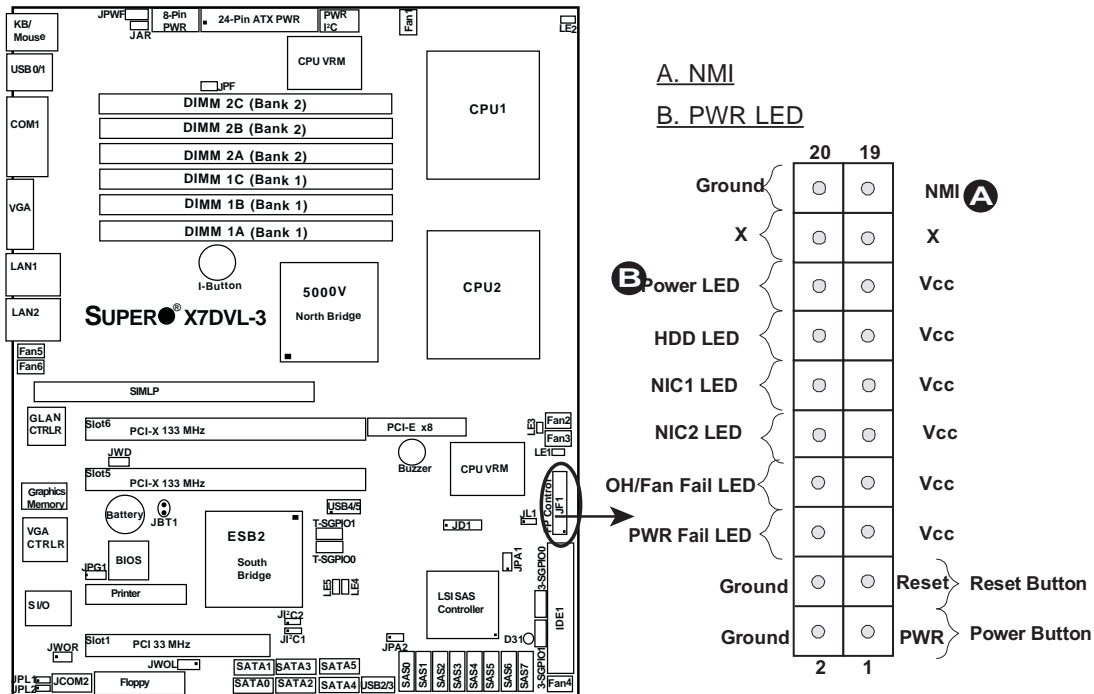 KB/
Mouse
USB0/1
COM1
VGA
LAN1
LAN2
Fan5
Fan6
JPWF
JAR
8-Pin
PWR
24-Pin ATX PWR
PWR
I²C
Fan1
LE2
CPU VRM
JPF
DIMM 2C (Bank 2)
DIMM 2B (Bank 2)
DIMM 2A (Bank 2)
DIMM 1C (Bank 1)
DIMM 1B (Bank 1)
DIMM 1A (Bank 1)
CPU1
CPU2
I-Button
5000V
North Bridge
SUPER® X7DVL-3
SIMLP
GLAN
CTRLR
Slot6
PCI-X 133 MHz
PCI-E x8
LE3
Fan2
Fan3
LE1
JWD
Buzzer
CPU VRM
Slot5
PCI-X 133 MHz
Graphics
Memory
Battery
JBT1
USB4/5
T-SGPIO1
T-SGPIO0
JD1
JL1
FP Control
JF1
VGA
CTRLR
BIOS
ESB2
South
Bridge
JPG1
Printer
LE5
LE4
JPA1
3-SGPIO0
LSI SAS
Controller
IDE1
S I/O
JI²C2
JI²C1
JPA2
D31
3-SGPIO1
Slot1
PCI 33 MHz
JWOR
JWOL
SATA1
SATA3
SATA5
JPL1
JPL2
JCOM2
Floppy
SATA0
SATA2
SATA4
USB2/3
SAS0
SAS1
SAS2
SAS3
SAS4
SAS5
SAS6
SAS7
Fan4
A. NMI
B. PWR LED
20 19
Ground NMI A
X X
B Power LED Vcc
HDD LED Vcc
NIC1 LED Vcc
NIC2 LED Vcc
OH/Fan Fail LED Vcc
PWR Fail LED Vcc
Ground Reset Reset Button
Ground PWR Power Button
2 1